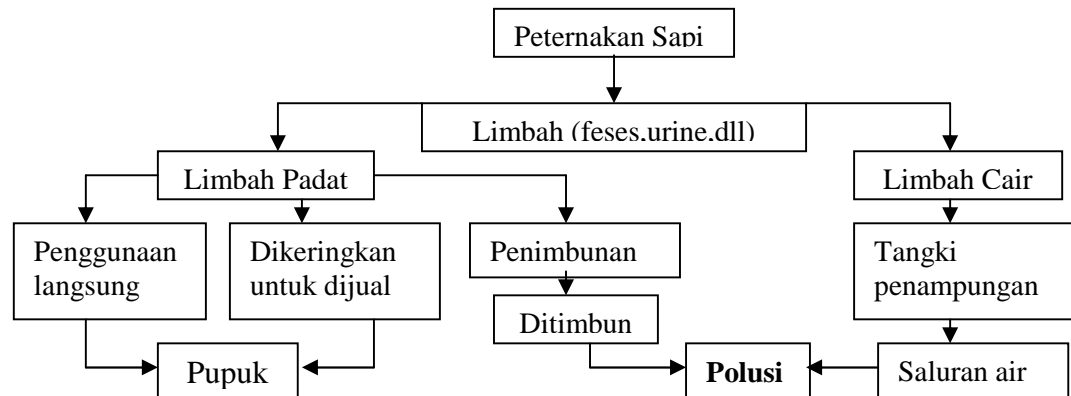 Peternakan Sapi
Limbah (feses,urine,dll)
Limbah Padat
Limbah Cair
Penggunaan
langsung
Dikeringkan
untuk dijual
Penimbunan
Tangki
penampungan
Ditimbun
Pupuk
Polusi
Saluran air